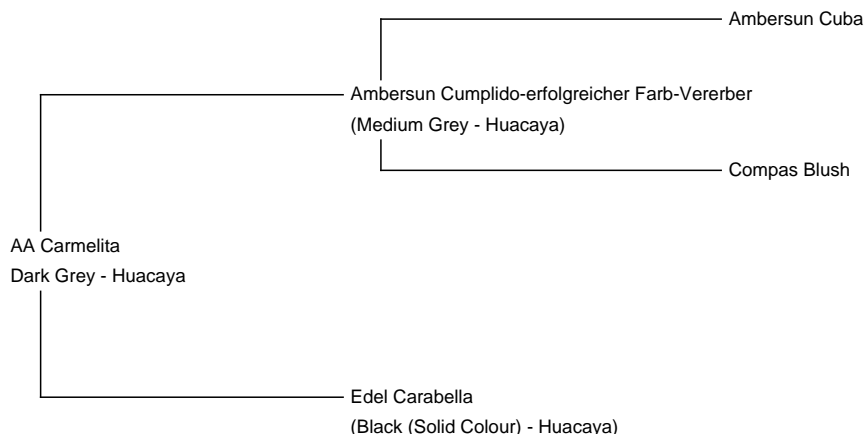 Ambersun Cuba
Ambersun Cumplido-erfolgreicher Farb-Vererber
(Medium Grey - Huacaya)
Compas Blush
AA Carmelita
Dark Grey - Huacaya
Edel Carabella
(Black (Solid Colour) - Huacaya)